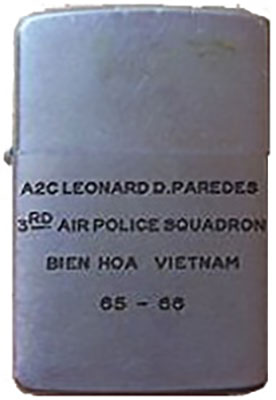 A2C LEONARD D. PAREDES
3RD AIR POLICE SQUADRON
BIEN HOA VIETNAM
65 - 66